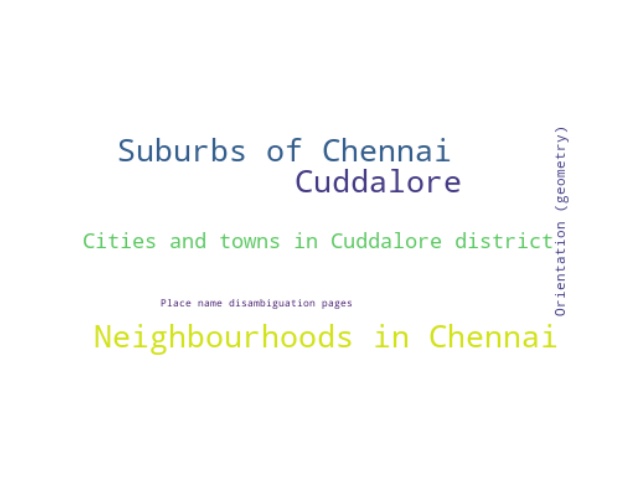 Suburbs of Chennai
Cuddalore
Orientation (geometry)
Cities and towns in Cuddalore district
Place name disambiguation pages
Neighbourhoods in Chennai